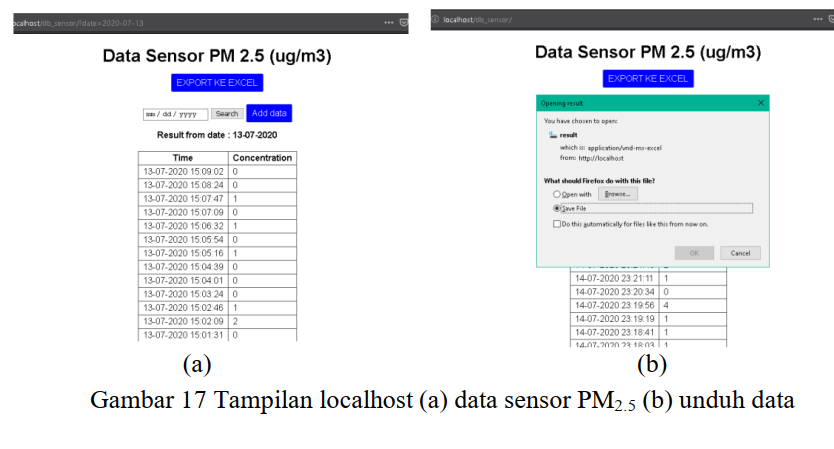 ocalhost/db_sensor/?date=2020-07-13
Data Sensor PM 2.5 (ug/m3)
EXPORT KE EXCEL
mm / dd / yyyy Search Add data
Result from date : 13-07-2020
Time Concentration
13-07-2020 15:09:02 0
13-07-2020 15:08:24 0
13-07-2020 15:07:47 1
13-07-2020 15:07:09 0
13-07-2020 15:06:32 1
13-07-2020 15:05:54 0
13-07-2020 15:05:16 1
13-07-2020 15:04:39 0
13-07-2020 15:04:01 0
13-07-2020 15:03:24 0
13-07-2020 15:02:46 1
13-07-2020 15:02:09 2
13-07-2020 15:01:31 0
(a)
localhost/db_sensor/
Data Sensor PM 2.5 (ug/m3)
EXPORT KE EXCEL
Opening result
You have chosen to open:
result
which is: application/vnd-ms-excel
from: http://localhost
What should Firefox do with this file?
Open with Browse...
Save File
Do this automatically for files like this from now on.
OK Cancel
14-07-2020 23:21:11 1
14-07-2020 23:20:34 0
14-07-2020 23:19:56 4
14-07-2020 23:19:19 1
14-07-2020 23:18:41 1
14-07-2020 23:18:03 1
(b)
Gambar 17 Tampilan localhost (a) data sensor PM2.5 (b) unduh data